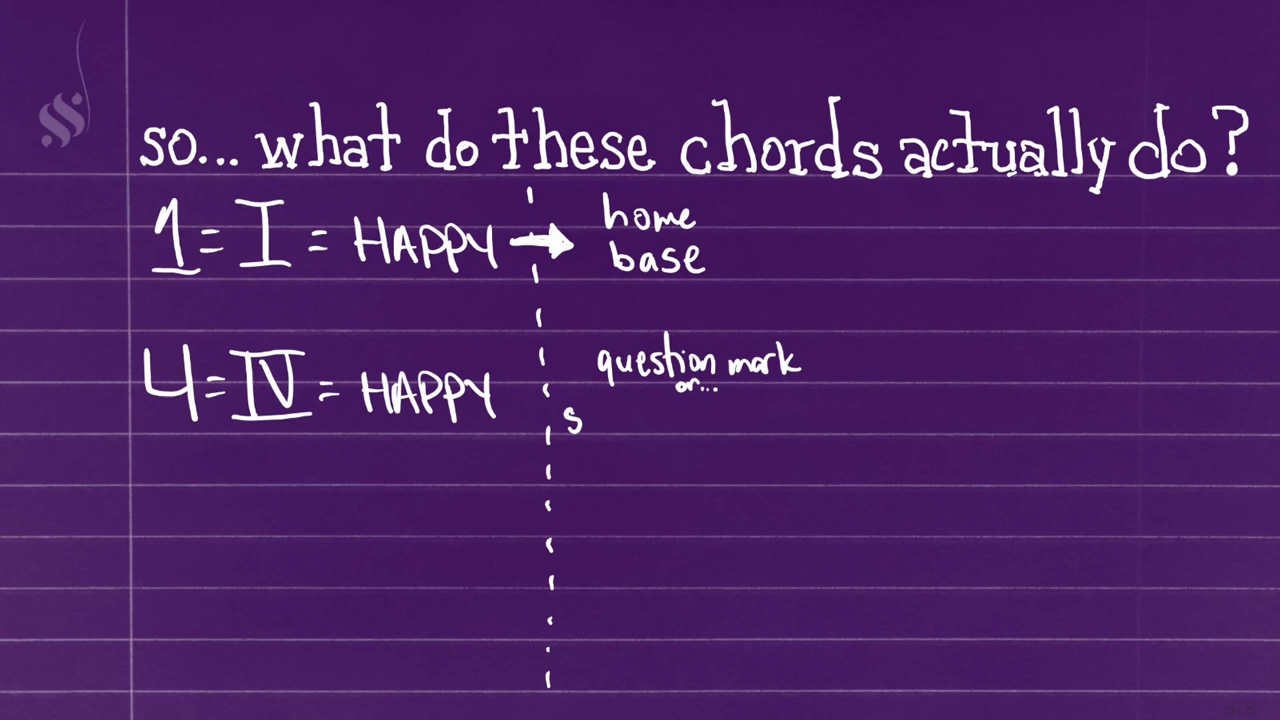 so... what do these chords actually do?
1 = I = HAPPY → home
base
4 = IV = HAPPY question mark
or...
s